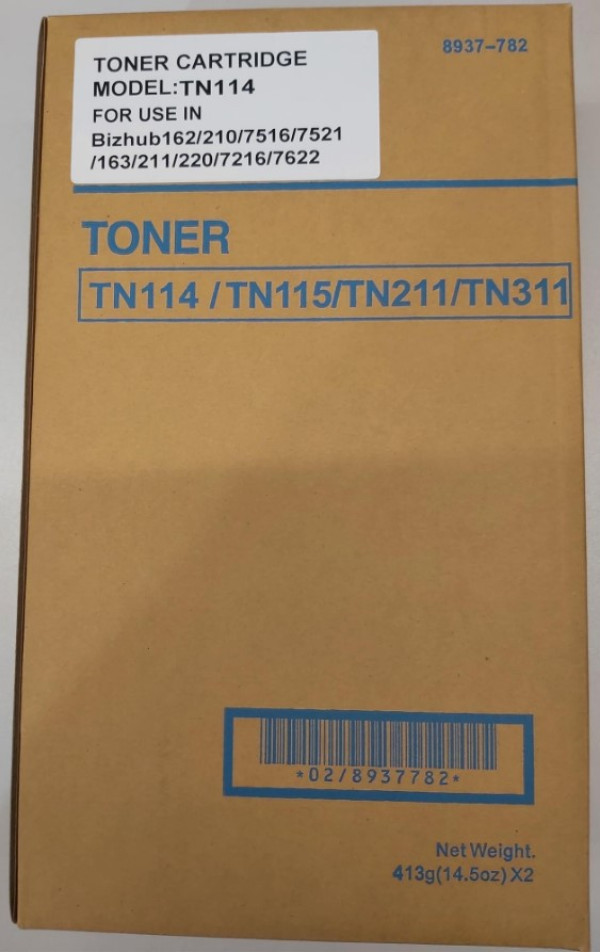 TONER CARTRIDGE
MODEL:TN114
FOR USE IN
Bizhub162/210/7516/7521
/163/211/220/7216/7622
8937-782
TONER
TN114 / TN115/TN211/TN311
*02/8937782*
Net Weight.
413g(14.5oz) X2